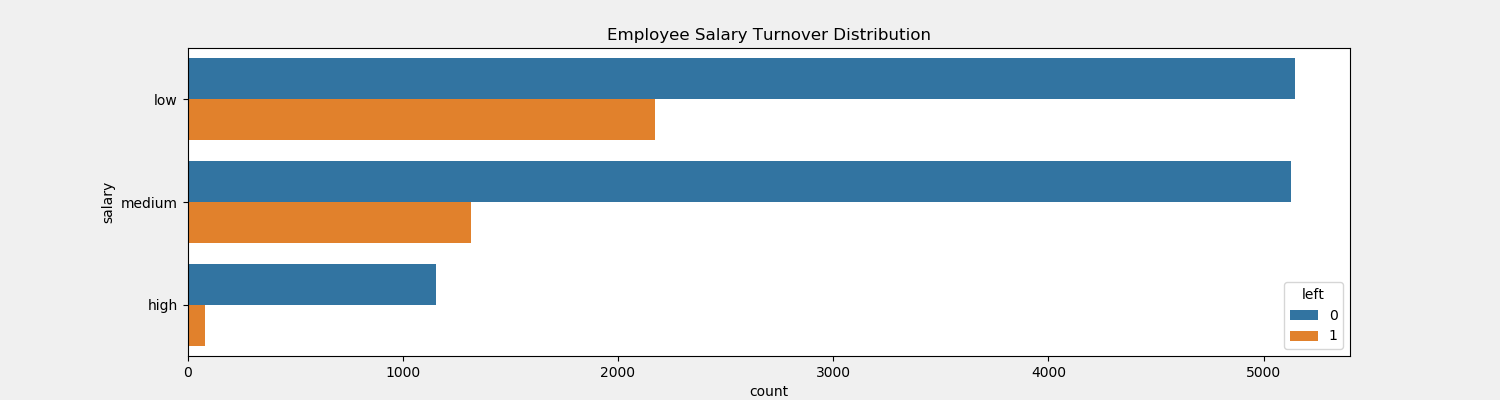 Employee Salary Turnover Distribution
salary
low
medium
high
left
0
1
0 1000 2000 3000 4000 5000
count